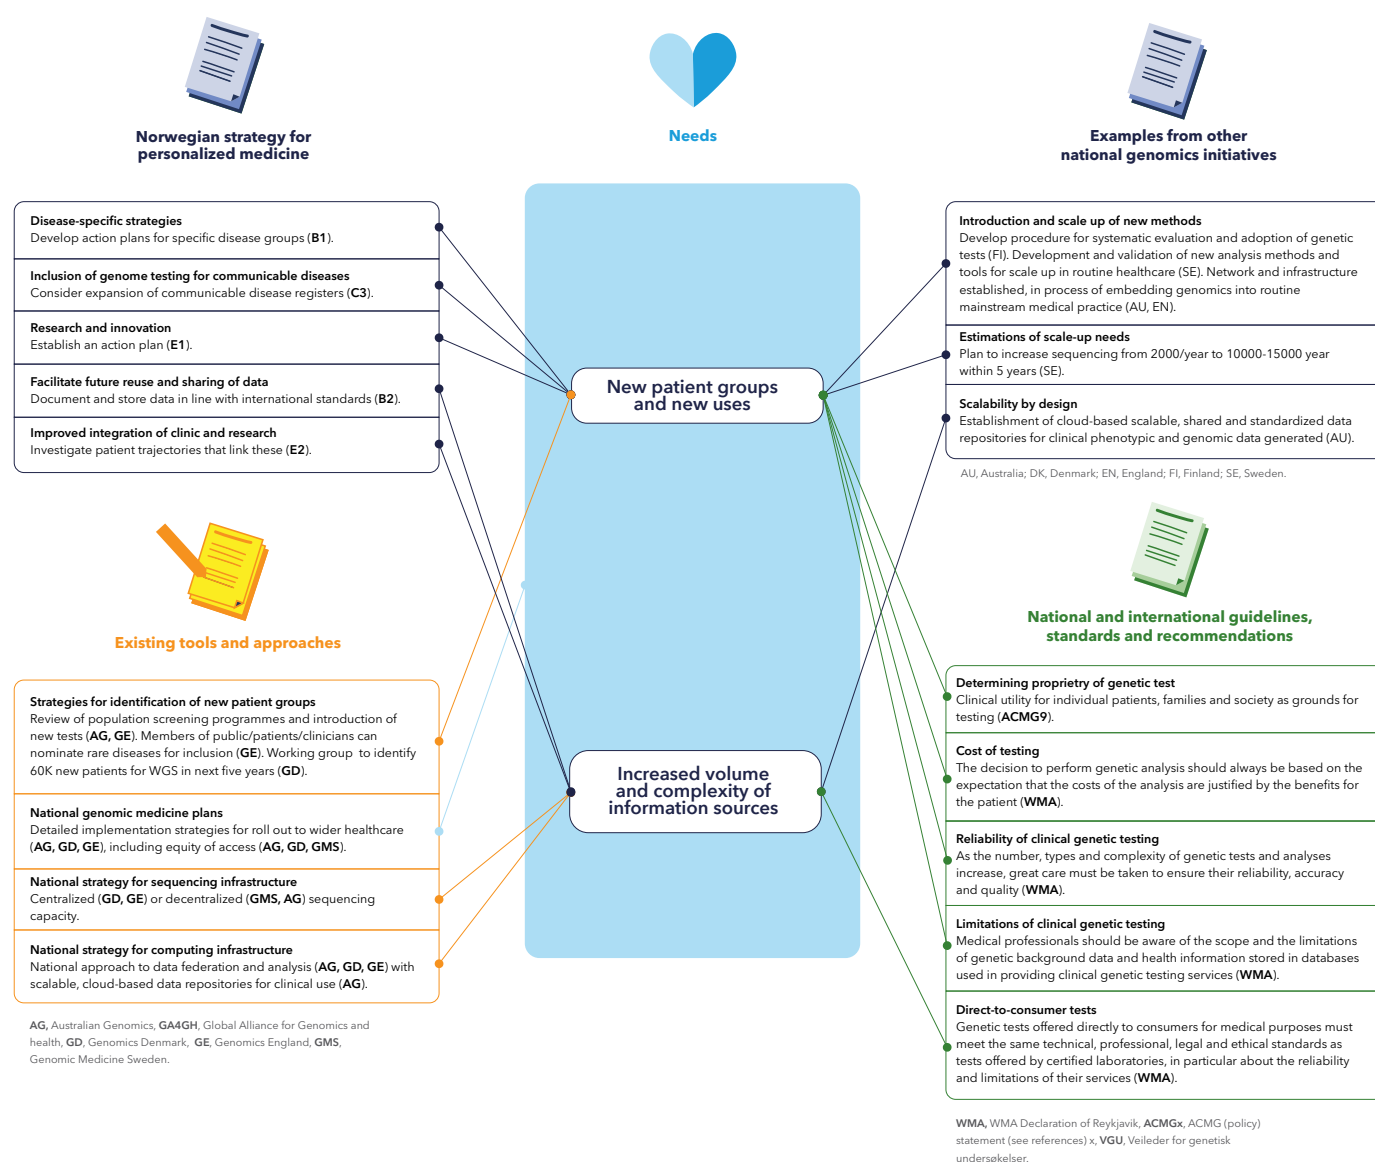 Norwegian strategy for
personalized medicine
Disease-specific strategies
Develop action plans for specific disease groups (B1).
Inclusion of genome testing for communicable diseases
Consider expansion of communicable disease registers (C3).
Research and innovation
Establish an action plan (E1).
Facilitate future reuse and sharing of data
Document and store data in line with international standards (B2).
Improved integration of clinic and research
Investigate patient trajectories that link these (E2).
Existing tools and approaches
Strategies for identification of new patient groups
Review of population screening programmes and introduction of
new tests (AG, GE). Members of public/patients/clinicians can
nominate rare diseases for inclusion (GE). Working group to identify
60K new patients for WGS in next five years (GD).
National genomic medicine plans
Detailed implementation strategies for roll out to wider healthcare
(AG, GD, GE), including equity of access (AG, GD, GMS).
National strategy for sequencing infrastructure
Centralized (GD, GE) or decentralized (GMS, AG) sequencing
capacity.
National strategy for computing infrastructure
National approach to data federation and analysis (AG, GD, GE) with
scalable, cloud-based data repositories for clinical use (AG).
AG, Australian Genomics, GA4GH, Global Alliance for Genomics and
health, GD, Genomics Denmark, GE, Genomics England, GMS,
Genomic Medicine Sweden.
Needs
New patient groups
and new uses
Increased volume
and complexity of
information sources
Examples from other
national genomics initiatives
Introduction and scale up of new methods
Develop procedure for systematic evaluation and adoption of genetic
tests (FI). Development and validation of new analysis methods and
tools for scale up in routine healthcare (SE). Network and infrastructure
established, in process of embedding genomics into routine
mainstream medical practice (AU, EN).
Estimations of scale-up needs
Plan to increase sequencing from 2000/year to 10000-15000 year
within 5 years (SE).
Scalability by design
Establishment of cloud-based scalable, shared and standardized data
repositories for clinical phenotypic and genomic data generated (AU).
AU, Australia; DK, Denmark; EN, England; FI, Finland; SE, Sweden.
National and international guidelines,
standards and recommendations
Determining proprietry of genetic test
Clinical utility for individual patients, families and society as grounds for
testing (ACMG9).
Cost of testing
The decision to perform genetic analysis should always be based on the
expectation that the costs of the analysis are justified by the benefits for
the patient (WMA).
Reliability of clinical genetic testing
As the number, types and complexity of genetic tests and analyses
increase, great care must be taken to ensure their reliability, accuracy
and quality (WMA).
Limitations of clinical genetic testing
Medical professionals should be aware of the scope and the limitations
of genetic background data and health information stored in databases
used in providing clinical genetic testing services (WMA).
Direct-to-consumer tests
Genetic tests offered directly to consumers for medical purposes must
meet the same technical, professional, legal and ethical standards as
tests offered by certified laboratories, in particular about the reliability
and limitations of their services (WMA).
WMA, WMA Declaration of Reykjavik, ACMGx, ACMG (policy)
statement (see references) x, VGU, Veileder for genetisk
undersøkelser.